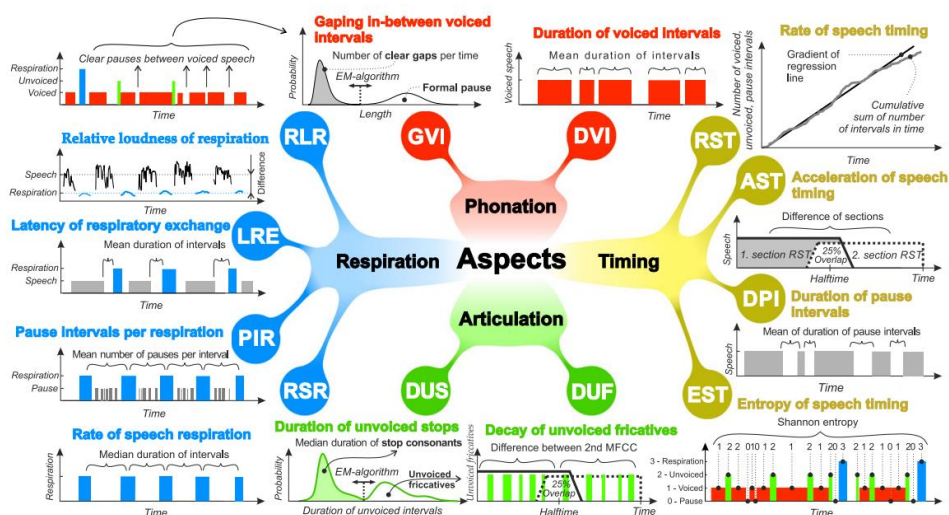 Gaping in-between voiced
intervals
Number of clear gaps per time
EM-algorithm
Formal pause
Probability
Length
Duration of voiced intervals
Mean duration of intervals
Voiced speech
Time
Rate of speech timing
Gradient of
regression
line
Cumulative
sum of number
of intervals in time
Number of voiced,
unvoiced, pause intervals
Time
Clear pauses between voiced speech
Respiration
Unvoiced
Voiced
Time
Relative loudness of respiration
Speech
Respiration
Difference
Time
Latency of respiratory exchange
Mean duration of intervals
Respiration
Speech
Time
Pause intervals per respiration
Mean number of pauses per interval
Respiration
Pause
Time
Rate of speech respiration
Median duration of intervals
Respiration
Time
RLR
GVI
DVI
RST
LRE
AST
PIR
DPI
RSR
DUS
DUF
EST
Phonation
Respiration
Aspects
Timing
Articulation
Acceleration of speech
timing
Difference of sections
Speech
1. section RST
25%
Overlap
2. section RST
Halftime
Time
Duration of pause
intervals
Mean of duration of pause intervals
Speech
Time
Entropy of speech timing
Shannon entropy
3 - Respiration
2 - Unvoiced
1 - Voiced
0 - Pause
Time
Duration of unvoiced stops
Median duration of stop consonants
EM-algorithm
Unvoiced
friccatives
Probability
Duration of unvoiced intervals
Decay of unvoiced fricatives
Difference between 2nd MFCC
Unvoiced fricatives
25%
Overlap
Halftime
Time